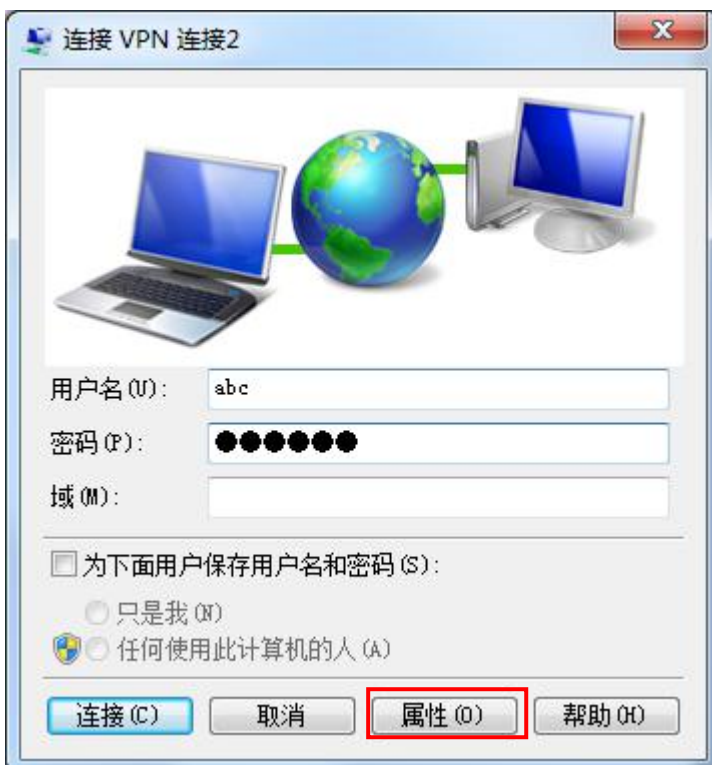 连接 VPN 连接2
用户名(U): abc
密码(P): ●●●●●●
域(M):
为下面用户保存用户名和密码(S):
只是我(N)
任何使用此计算机的人(A)
连接(C) 取消 属性(O) 帮助(H)